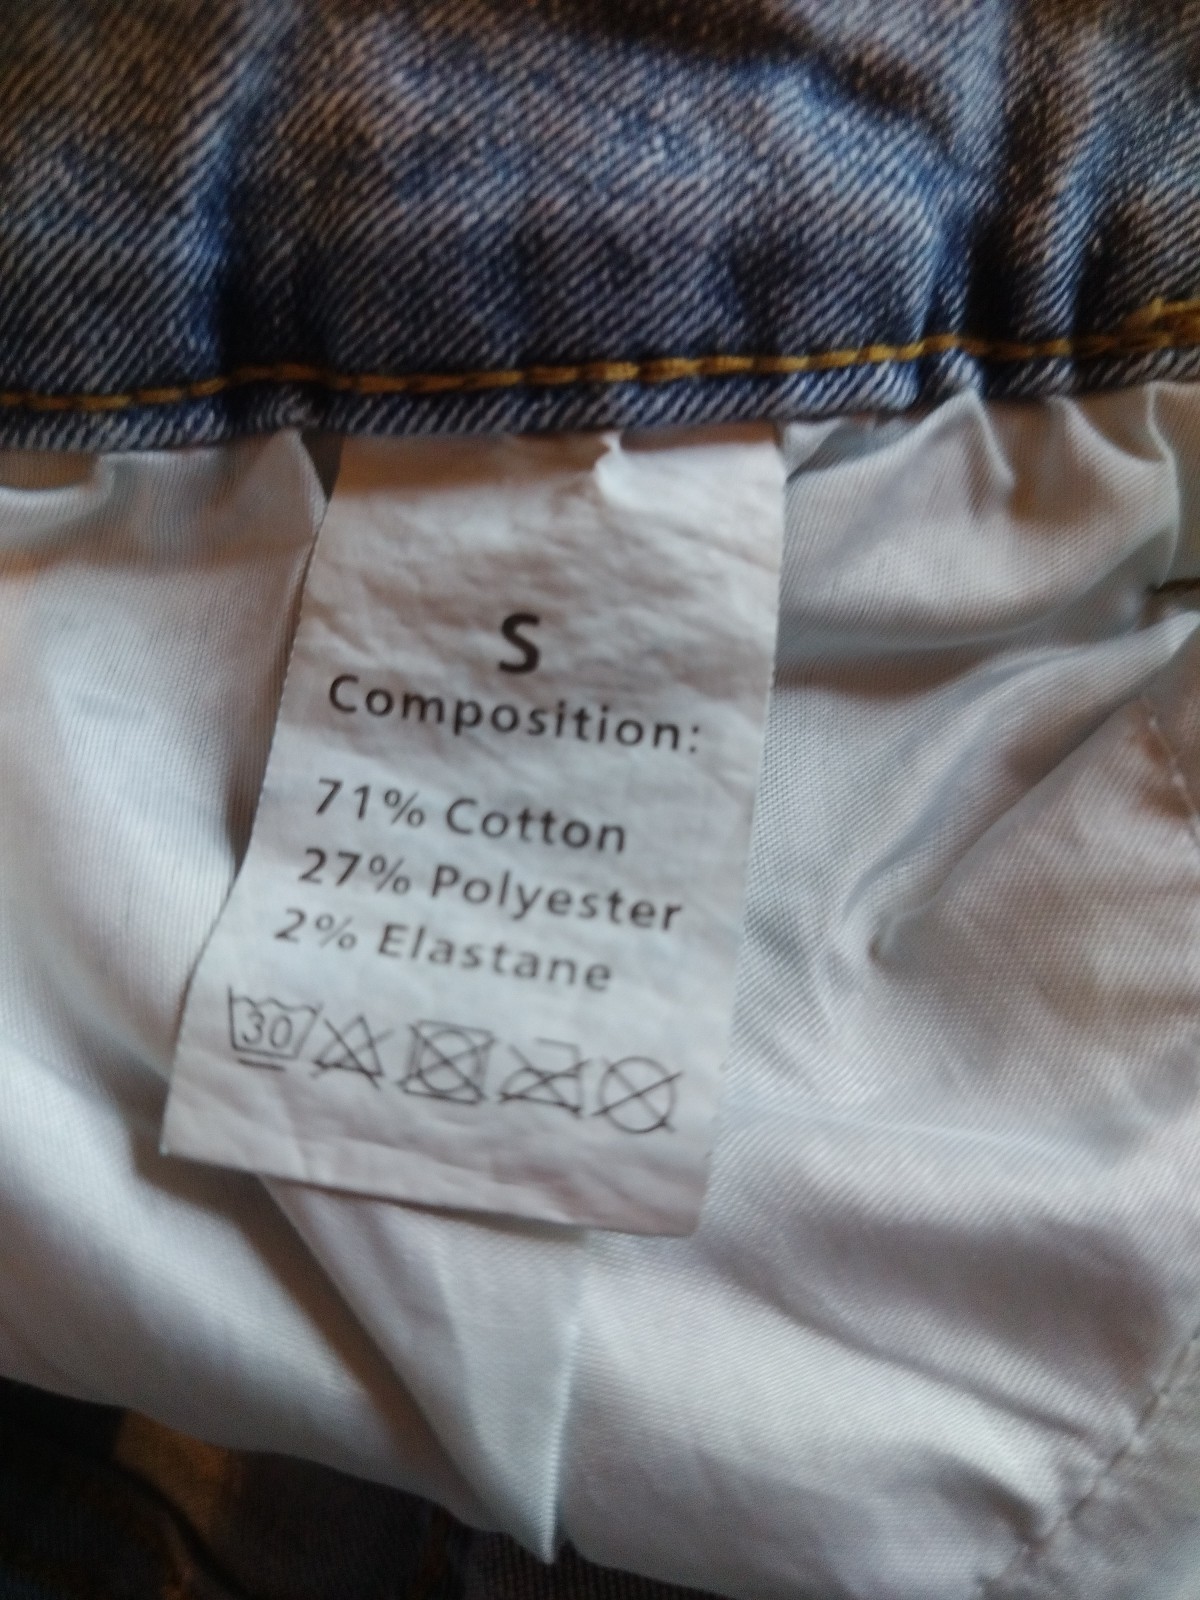 S
Composition:
71% Cotton
27% Polyester
2% Elastane
30